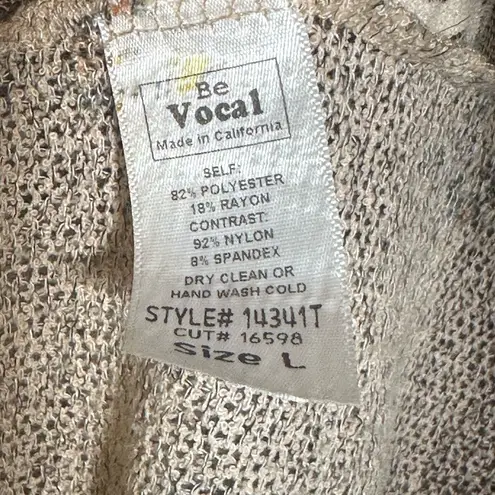 Be
Vocal
Made in California
SELF:
82% POLYESTER
18% RAYON
CONTRAST:
92% NYLON
8% SPANDEX
DRY CLEAN OR
HAND WASH COLD
STYLE# 14341T
CUT# 16598
Size L